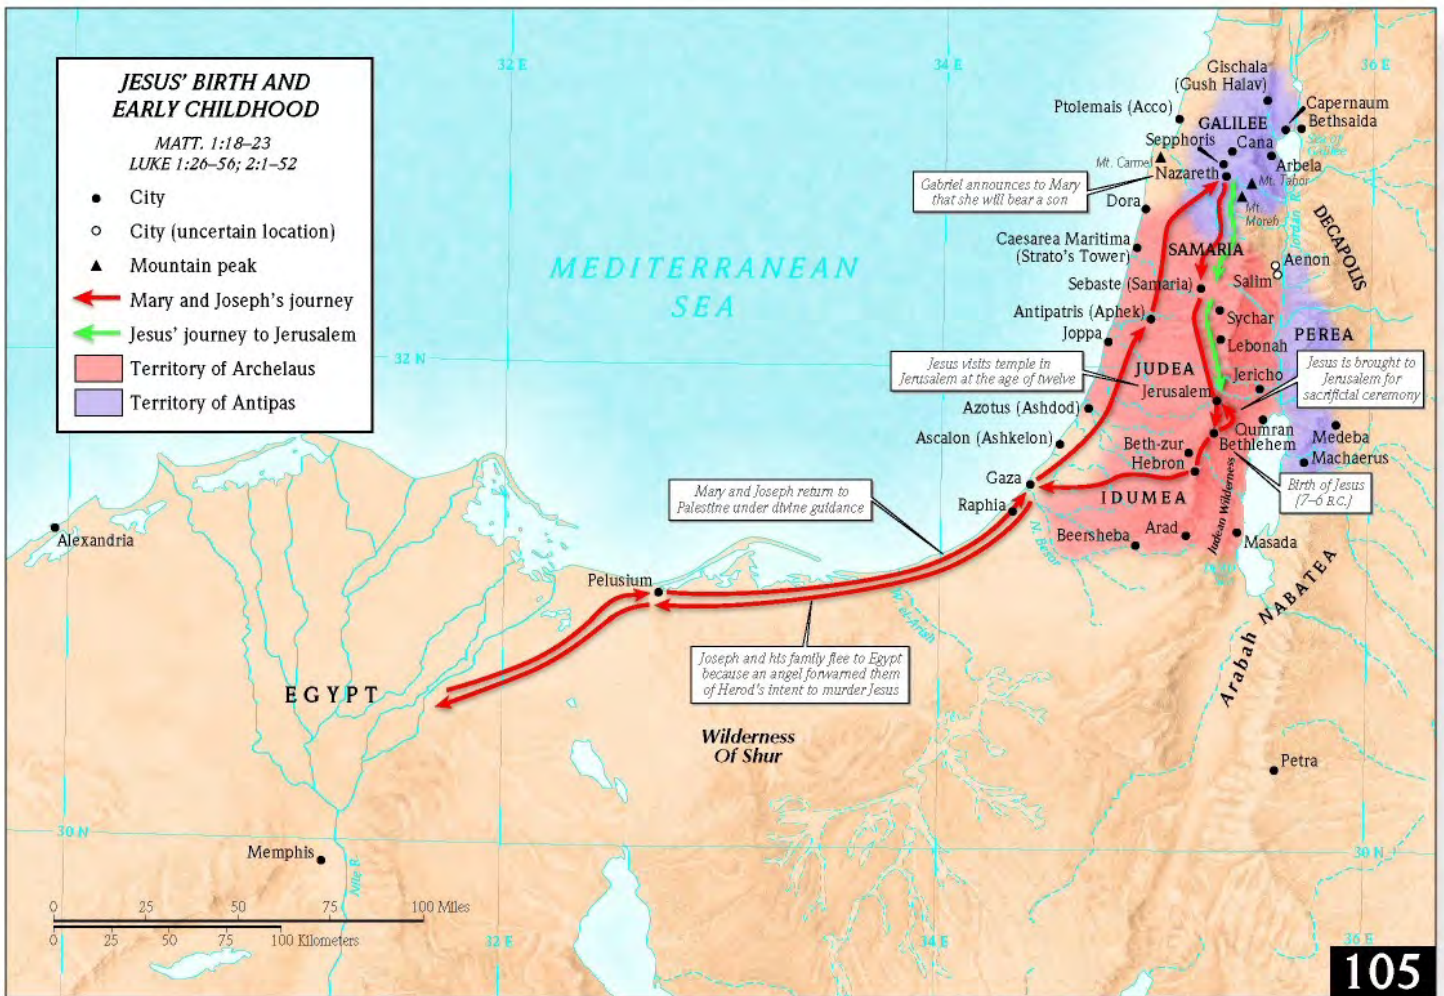 JESUS' BIRTH AND
EARLY CHILDHOOD
MATT. 1:18–23
LUKE 1:26–56; 2:1–52
City
City (uncertain location)
Mountain peak
Mary and Joseph's journey
Jesus' journey to Jerusalem
Territory of Archelaus
Territory of Antipas
32 E
34 E
36 E
Gischala
(Gush Halav)
Ptolemais (Acco)
Capernaum
Bethsaida
GALILEE
Sea of
Galilee
Sepphoris
Cana
Arbela
Mt. Carmel
Nazareth
Mt. Tabor
Gabriel announces to Mary
that she will bear a son
Mt.
Moreh
Jordan R.
Dora
DECAPOLIS
Caesarea Maritima
(Strato's Tower)
SAMARIA
Aenon
Salim
Sebaste (Samaria)
MEDITERRANEAN
SEA
Antipatris (Aphek)
Sychar
Joppa
Lebonah
PEREA
32 N
Jesus visits temple in
Jerusalem at the age of twelve
JUDEA
Jericho
Jesus is brought to
Jerusalem for
sacrificial ceremony
Jerusalem
Azotus (Ashdod)
Qumran
Bethlehem
Medeba
Ascalon (Ashkelon)
Beth-zur
Hebron
Machaerus
Gaza
Mary and Joseph return to
Palestine under divine guidance
IDUMEA
Judean Wilderness
Birth of Jesus
(7–6 B.C.)
Raphia
N. Besor
Beersheba
Arad
Masada
Alexandria
Pelusium
W. el-Arish
NABATEA
Arabah
Joseph and his family flee to Egypt
because an angel forwarned them
of Herod's intent to murder Jesus
EGYPT
Wilderness
Of Shur
Petra
30 N
30 N
Memphis
Nile R.
0 25 50 75 100 Miles
0 25 50 75 100 Kilometers
32 E
34 E
36 E
105